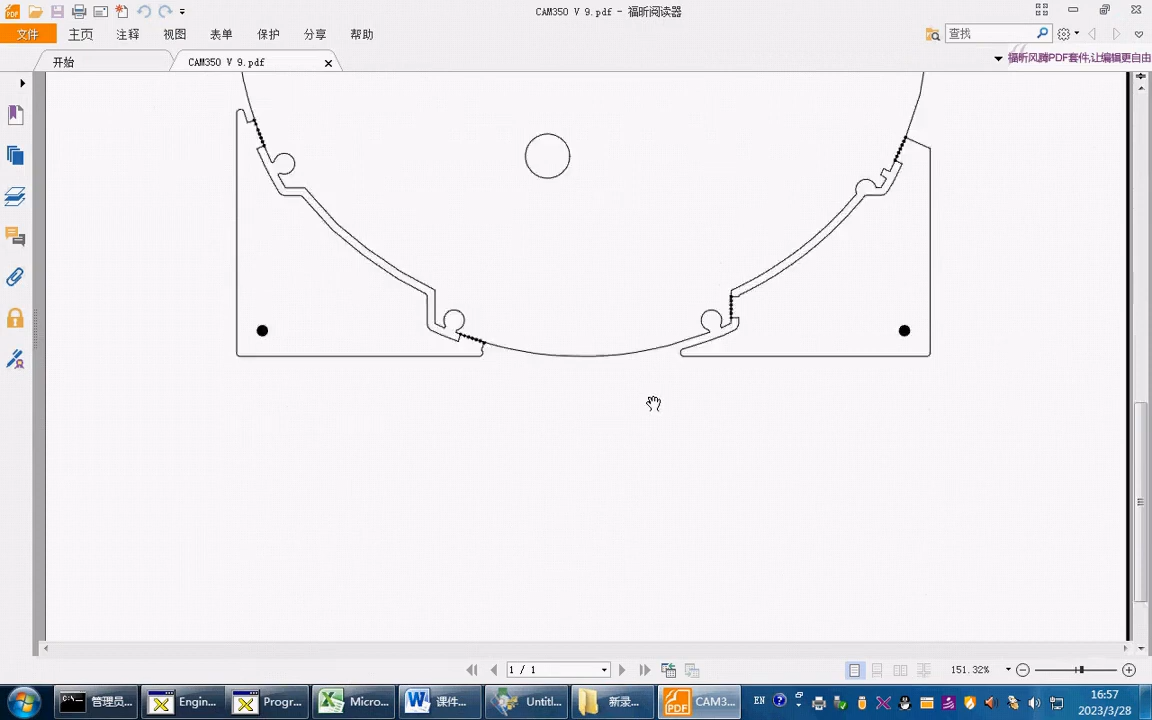 CAM350 V 9.pdf - 福昕阅读器
文件 主页 注释 视图 表单 保护 分享 帮助 查找
开始 CAM350 V 9.pdf 福昕风腾PDF套件,让编辑更自由
1 / 1 151.32%
管理员... Engin... Progr... Micro... 课件... Untitl... 新录... CAM3... EN 16:57
2023/3/28